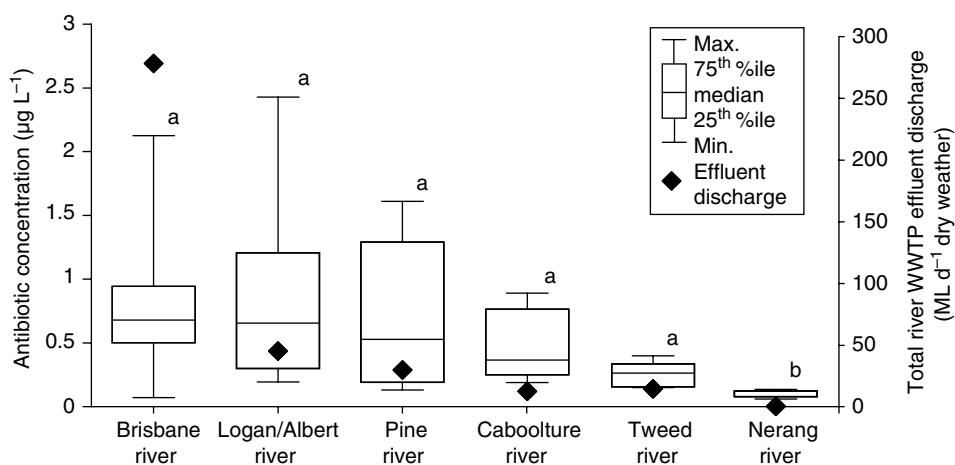 Antibiotic concentration (µg L⁻¹)
3
2.5
2
1.5
1
0.5
0
a
a
a
a
a
b
Max.
75th %ile
median
25th %ile
Min.
Effluent
discharge
300
250
200
150
100
50
0
Total river WWTP effluent discharge
(ML d⁻¹ dry weather)
Brisbane
river
Logan/Albert
river
Pine
river
Caboolture
river
Tweed
river
Nerang
river